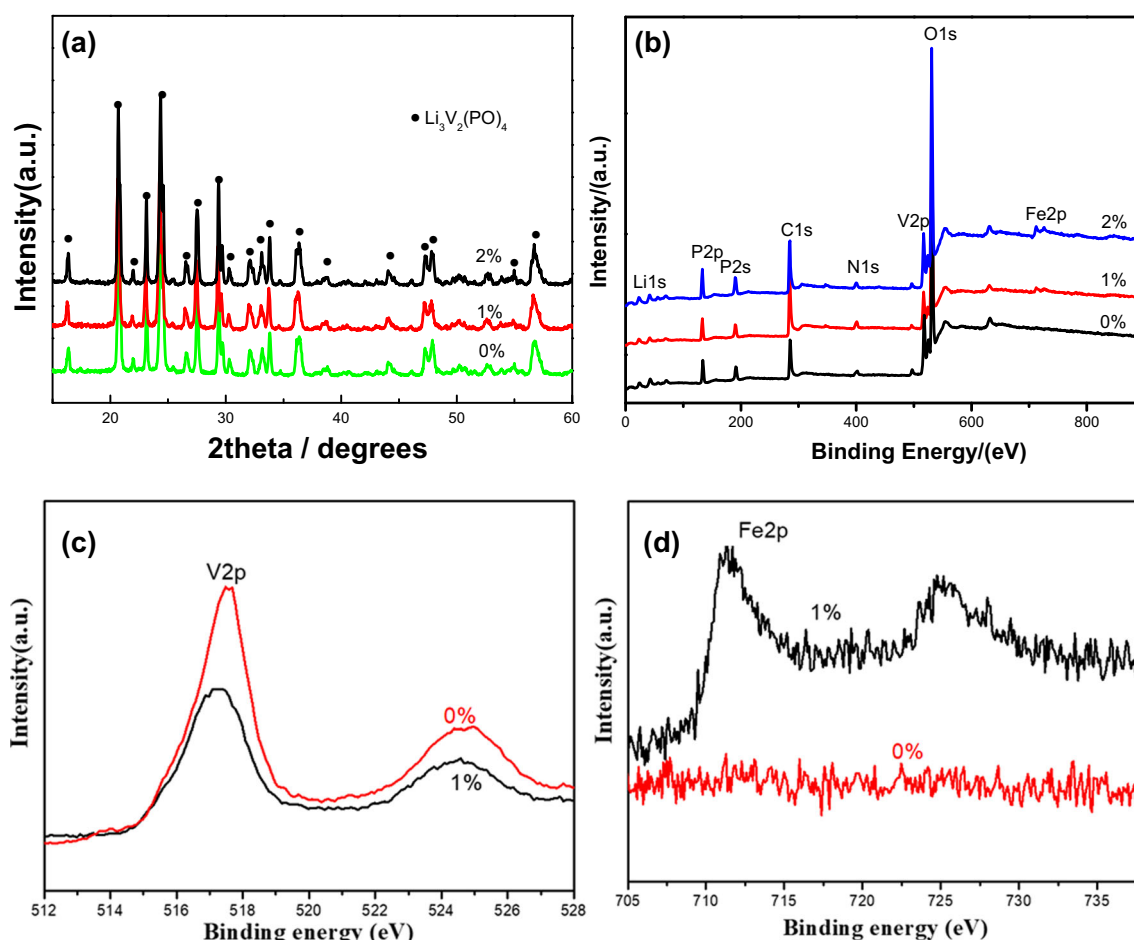 (a)
● Li₃V₂(PO)₄
2%
1%
0%
Intensity(a.u.)
20 30 40 50 60
2theta / degrees
(b)
O1s
V2p
Fe2p
C1s
2%
P2p
P2s
N1s
Li1s
1%
0%
Intensity/(a.u.)
0 200 400 600 800
Binding Energy/(eV)
(c)
V2p
0%
1%
Intensity(a.u.)
512 514 516 518 520 522 524 526 528
Binding energy (eV)
(d)
Fe2p
1%
0%
Intensity(a.u.)
705 710 715 720 725 730 735
Binding energy (eV)